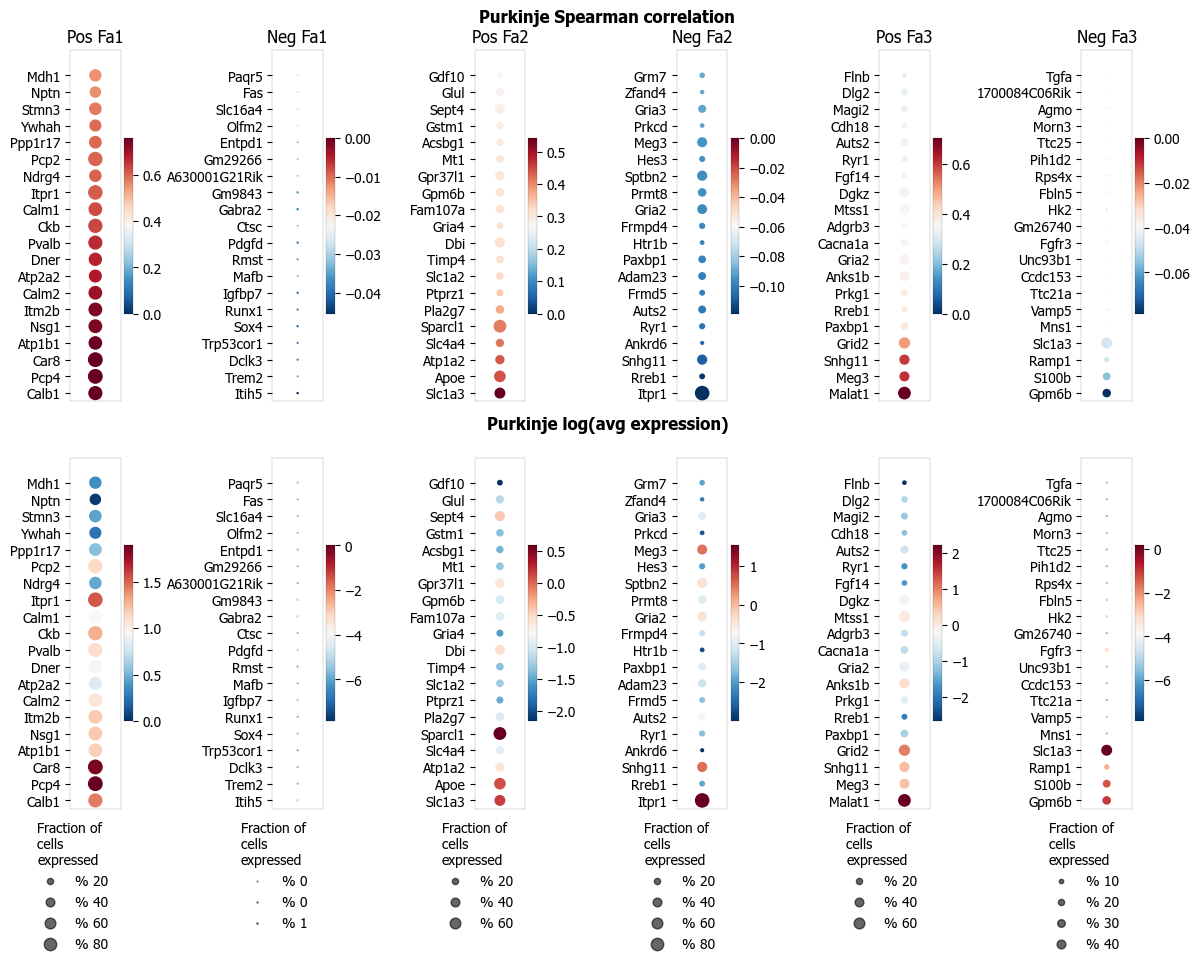 Purkinje Spearman correlation
Pos Fa1
Mdh1
Nptn
Stmn3
Ywhah
Ppp1r17
Pcp2
Ndrg4
Itpr1
Calm1
Ckb
Pvalb
Dner
Atp2a2
Calm2
Itm2b
Nsg1
Atp1b1
Car8
Pcp4
Calb1
0.6
0.4
0.2
0.0
Neg Fa1
Paqr5
Fas
Slc16a4
Olfm2
Entpd1
Gm29266
A630001G21Rik
Gm9843
Gabra2
Ctsc
Pdgfd
Rmst
Mafb
Igfbp7
Runx1
Sox4
Trp53cor1
Dclk3
Trem2
Itih5
0.00
−0.01
−0.02
−0.03
−0.04
Pos Fa2
Gdf10
Glul
Sept4
Gstm1
Acsbg1
Mt1
Gpr37l1
Gpm6b
Fam107a
Gria4
Dbi
Timp4
Slc1a2
Ptprz1
Pla2g7
Sparcl1
Slc4a4
Atp1a2
Apoe
Slc1a3
0.5
0.4
0.3
0.2
0.1
0.0
Neg Fa2
Grm7
Zfand4
Gria3
Prkcd
Meg3
Hes3
Sptbn2
Prmt8
Gria2
Frmpd4
Htr1b
Paxbp1
Adam23
Frmd5
Auts2
Ryr1
Ankrd6
Snhg11
Rreb1
Itpr1
0.00
−0.02
−0.04
−0.06
−0.08
−0.10
Pos Fa3
Flnb
Dlg2
Magi2
Cdh18
Auts2
Ryr1
Fgf14
Dgkz
Mtss1
Adgrb3
Cacna1a
Gria2
Anks1b
Prkg1
Rreb1
Paxbp1
Grid2
Snhg11
Meg3
Malat1
0.6
0.4
0.2
0.0
Neg Fa3
Tgfa
1700084C06Rik
Agmo
Morn3
Ttc25
Pih1d2
Rps4x
Fbln5
Hk2
Gm26740
Fgfr3
Unc93b1
Ccdc153
Ttc21a
Vamp5
Mns1
Slc1a3
Ramp1
S100b
Gpm6b
0.00
−0.02
−0.04
−0.06
Purkinje log(avg expression)
Mdh1
Nptn
Stmn3
Ywhah
Ppp1r17
Pcp2
Ndrg4
Itpr1
Calm1
Ckb
Pvalb
Dner
Atp2a2
Calm2
Itm2b
Nsg1
Atp1b1
Car8
Pcp4
Calb1
1.5
1.0
0.5
0.0
Paqr5
Fas
Slc16a4
Olfm2
Entpd1
Gm29266
A630001G21Rik
Gm9843
Gabra2
Ctsc
Pdgfd
Rmst
Mafb
Igfbp7
Runx1
Sox4
Trp53cor1
Dclk3
Trem2
Itih5
0
−2
−4
−6
Gdf10
Glul
Sept4
Gstm1
Acsbg1
Mt1
Gpr37l1
Gpm6b
Fam107a
Gria4
Dbi
Timp4
Slc1a2
Ptprz1
Pla2g7
Sparcl1
Slc4a4
Atp1a2
Apoe
Slc1a3
0.5
0.0
−0.5
−1.0
−1.5
−2.0
Grm7
Zfand4
Gria3
Prkcd
Meg3
Hes3
Sptbn2
Prmt8
Gria2
Frmpd4
Htr1b
Paxbp1
Adam23
Frmd5
Auts2
Ryr1
Ankrd6
Snhg11
Rreb1
Itpr1
1
0
−1
−2
Flnb
Dlg2
Magi2
Cdh18
Auts2
Ryr1
Fgf14
Dgkz
Mtss1
Adgrb3
Cacna1a
Gria2
Anks1b
Prkg1
Rreb1
Paxbp1
Grid2
Snhg11
Meg3
Malat1
2
1
0
−1
−2
Tgfa
1700084C06Rik
Agmo
Morn3
Ttc25
Pih1d2
Rps4x
Fbln5
Hk2
Gm26740
Fgfr3
Unc93b1
Ccdc153
Ttc21a
Vamp5
Mns1
Slc1a3
Ramp1
S100b
Gpm6b
0
−2
−4
−6
Fraction of
cells
expressed
% 20
% 40
% 60
% 80
Fraction of
cells
expressed
% 0
% 0
% 1
Fraction of
cells
expressed
% 20
% 40
% 60
Fraction of
cells
expressed
% 20
% 40
% 60
% 80
Fraction of
cells
expressed
% 20
% 40
% 60
Fraction of
cells
expressed
% 10
% 20
% 30
% 40